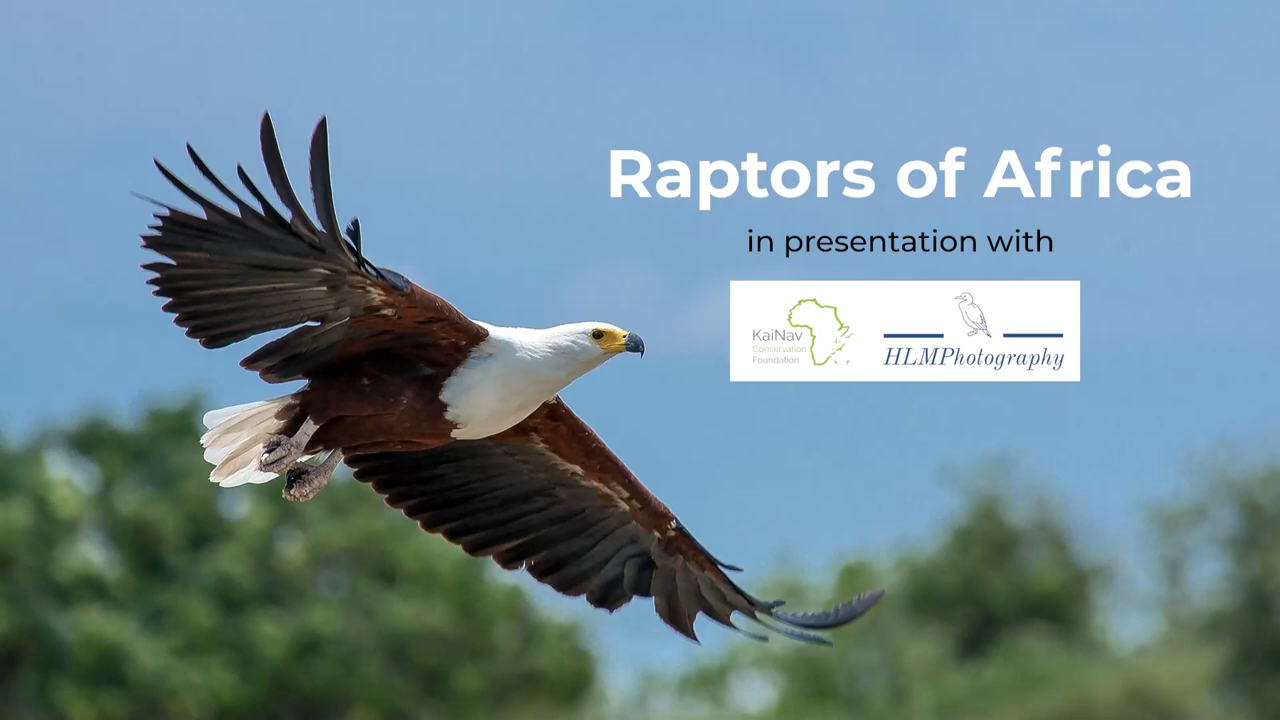 Raptors of Africa
in presentation with
KaiNav
Conservation
Foundation
HLMPhotography